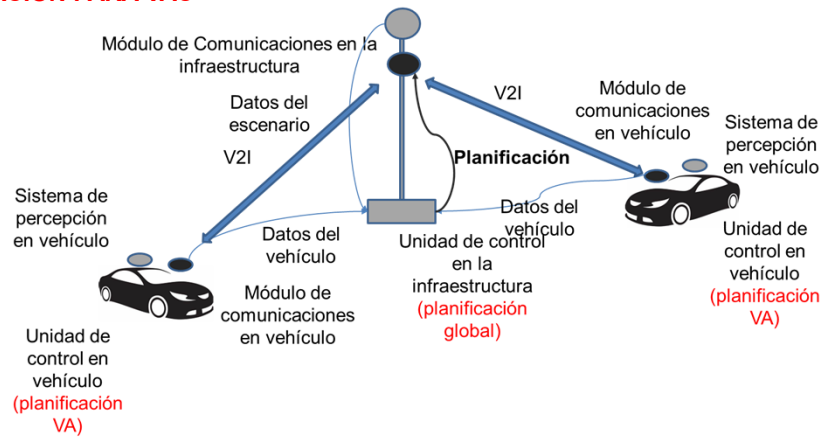 Módulo de Comunicaciones en la
infraestructura
Datos del
escenario
V2I
V2I
Módulo de
comunicaciones
en vehículo
Sistema de
percepción
en vehículo
Planificación
Sistema de
percepción
en vehículo
Datos del
vehículo
Datos del
vehículo
Unidad de control
en la
infraestructura
(planificación
global)
Unidad de
control en
vehículo
(planificación
VA)
Módulo de
comunicaciones
en vehículo
Unidad de
control en
vehículo
(planificación
VA)